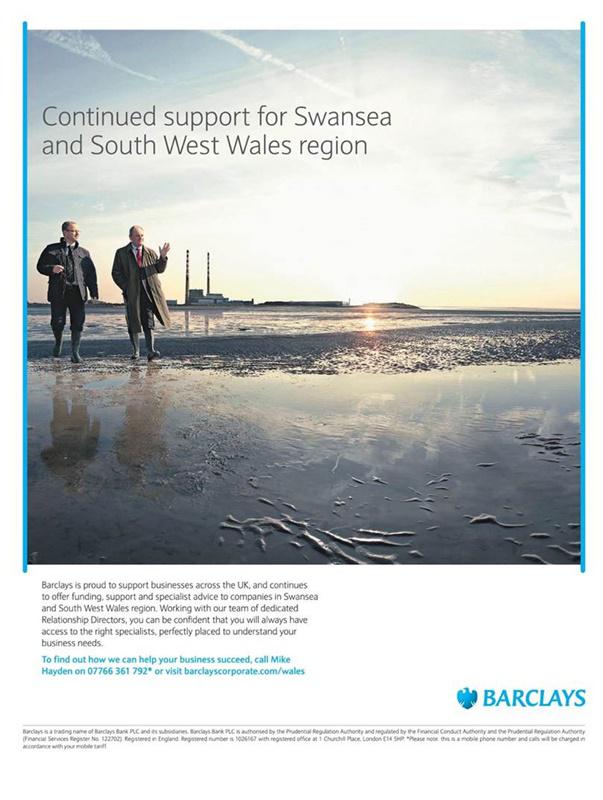 Continued support for Swansea
and South West Wales region
Barclays is proud to support businesses across the UK, and continues
to offer funding, support and specialist advice to companies in Swansea
and South West Wales region. Working with our team of dedicated
Relationship Directors, you can be confident that you will always have
access to the right specialists, perfectly placed to understand your
business needs.
To find out how we can help your business succeed, call Mike
Hayden on 07766 361 792* or visit barclayscorporate.com/wales
BARCLAYS
Barclays is a trading name of Barclays Bank PLC and its subsidiaries. Barclays Bank PLC is authorised by the Prudential Regulation Authority and regulated by the Financial Conduct Authority and the Prudential Regulation Authority
(Financial Services Register No. 122702). Registered in England. Registered number is 1026167 with registered office at 1 Churchill Place, London E14 5HP. *Please note: this is a mobile phone number and calls will be charged in
accordance with your mobile tariff.